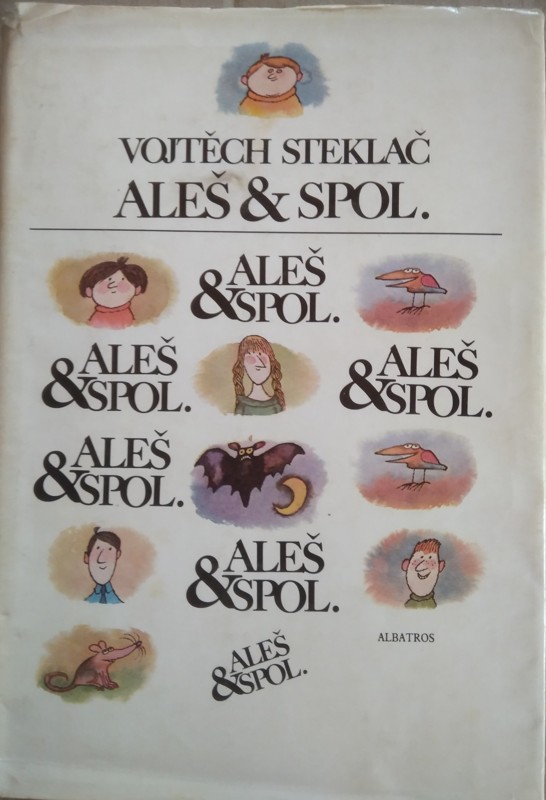 VOJTĚCH STEKLAČ
ALEŠ & SPOL.
ALEŠ
&SPOL.
ALEŠ
&SPOL.
ALEŠ
&SPOL.
ALEŠ
&SPOL.
ALEŠ
&SPOL.
ALBATROS
ALEŠ
&SPOL.